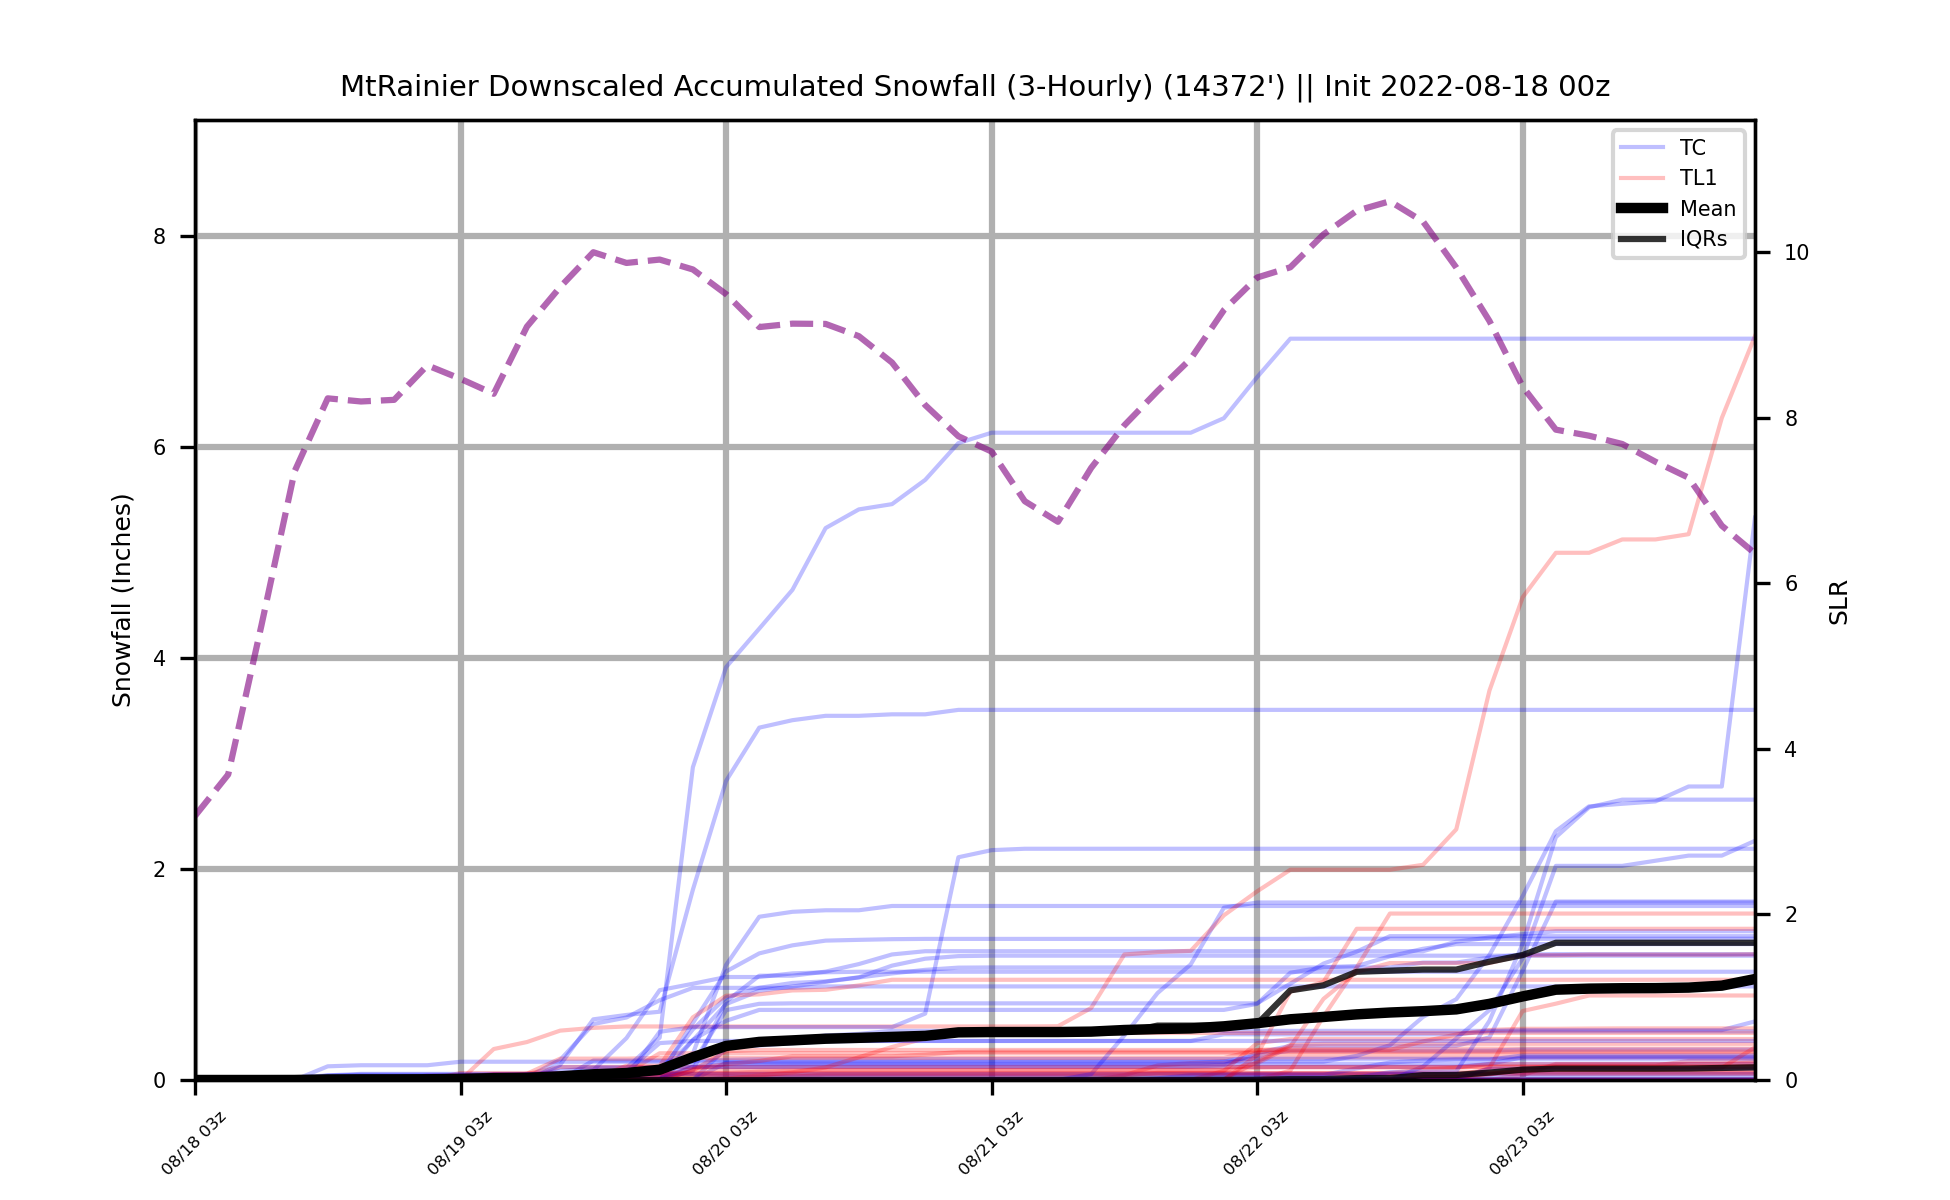 MtRainier Downscaled Accumulated Snowfall (3-Hourly) (14372') || Init 2022-08-18 00z
TC
TL1
Mean
IQRs
Snowfall (Inches)
8
6
4
2
0
SLR
10
8
6
4
2
0
08/18 03z
08/19 03z
08/20 03z
08/21 03z
08/22 03z
08/23 03z